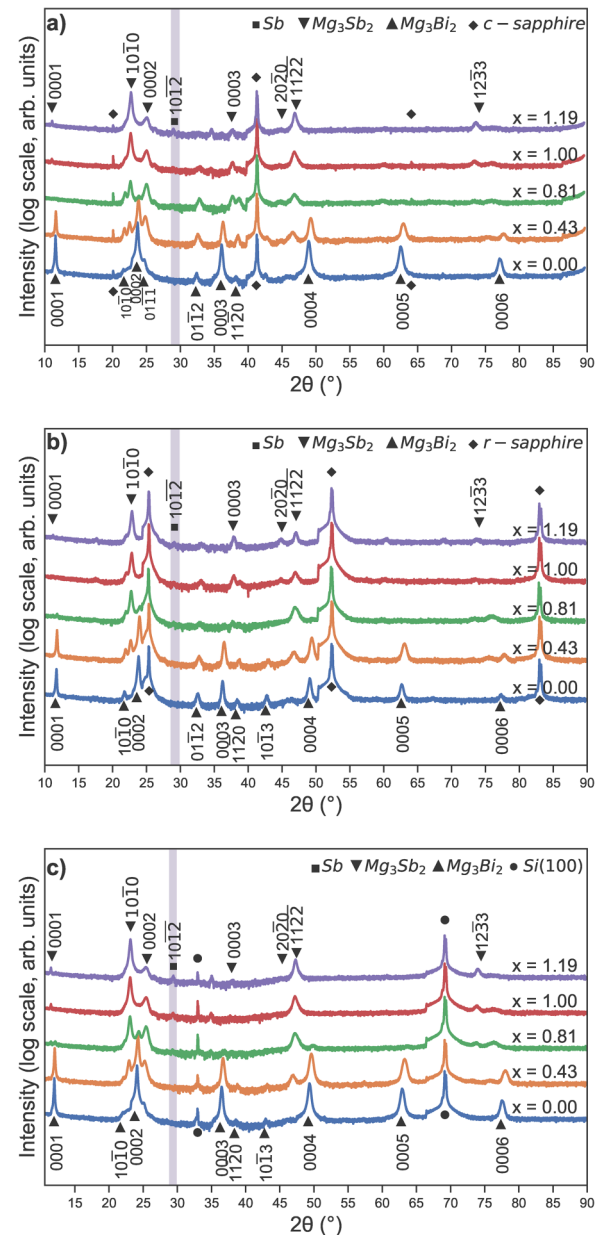 a)
■ Sb ▼ Mg₃Sb₂ ▲ Mg₃Bi₂ ◆ c − sapphire
0001
101̄0
0002
101̄2
0003
202̄0
112̄2
123̄3
x = 1.19
x = 1.00
x = 0.81
x = 0.43
x = 0.00
0001
101̄0
0002
011̄1
011̄2
0003
112̄0
0004
0005
0006
Intensity (log scale, arb. units)
10 15 20 25 30 35 40 45 50 55 60 65 70 75 80 85 90
2θ (°)
b)
■ Sb ▼ Mg₃Sb₂ ▲ Mg₃Bi₂ ◆ r − sapphire
0001
101̄0
101̄2
0003
202̄0
112̄2
123̄3
x = 1.19
x = 1.00
x = 0.81
x = 0.43
x = 0.00
0001
101̄0
0002
011̄2
0003
112̄0
101̄3
0004
0005
0006
Intensity (log scale, arb. units)
10 15 20 25 30 35 40 45 50 55 60 65 70 75 80 85 90
2θ (°)
c)
■ Sb ▼ Mg₃Sb₂ ▲ Mg₃Bi₂ ● Si(100)
0001
101̄0
0002
101̄2
0003
202̄0
112̄2
123̄3
x = 1.19
x = 1.00
x = 0.81
x = 0.43
x = 0.00
0001
101̄0
0002
0003
112̄0
101̄3
0004
0005
0006
Intensity (log scale, arb. units)
15 20 25 30 35 40 45 50 55 60 65 70 75 80 85 90
2θ (°)